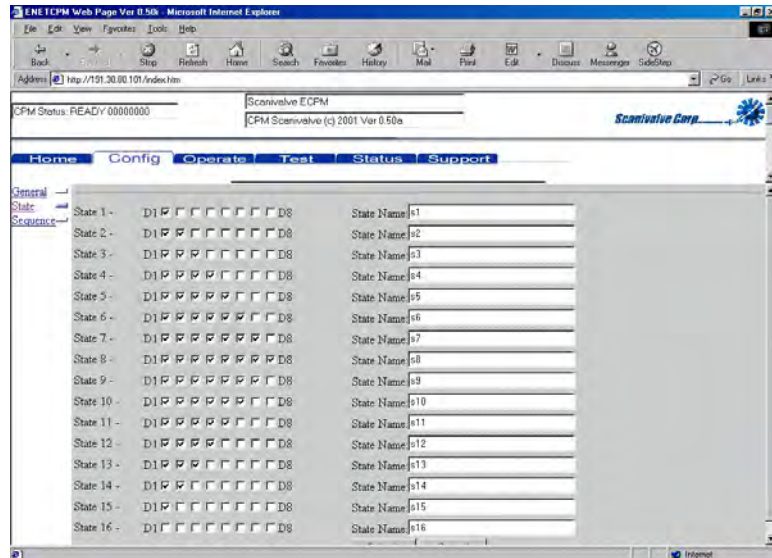 ENETCPM Web Page Ver 0.50k - Microsoft Internet Explorer
File Edit View Favorites Tools Help
Back Stop Refresh Home Search Favorites History Mail Print Edit Discuss Messenger SideStep
Address http://191.30.80.101/index.htm Go Links
CPM Status: READY 00000000
Scanivalve ECPM
CPM Scanivalve (c) 2001 Ver 0.50a
Scanivalve Corp.
Home Config Operate Test Status Support
General
State
Sequence
State 1 - D1 D8 State Name: s1
State 2 - D1 D8 State Name: s2
State 3 - D1 D8 State Name: s3
State 4 - D1 D8 State Name: s4
State 5 - D1 D8 State Name: s5
State 6 - D1 D8 State Name: s6
State 7 - D1 D8 State Name: s7
State 8 - D1 D8 State Name: s8
State 9 - D1 D8 State Name: s9
State 10 - D1 D8 State Name: s10
State 11 - D1 D8 State Name: s11
State 12 - D1 D8 State Name: s12
State 13 - D1 D8 State Name: s13
State 14 - D1 D8 State Name: s14
State 15 - D1 D8 State Name: s15
State 16 - D1 D8 State Name: s16
Internet